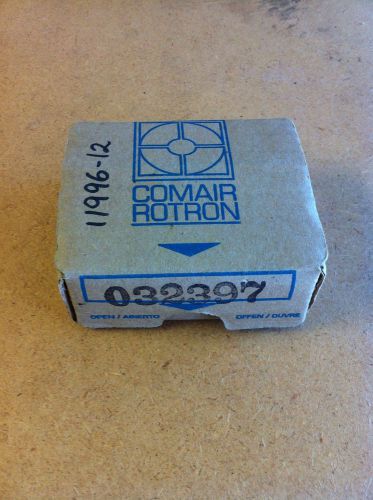 11996-12
COMAIR
ROTRON
032397
OPEN / ABIERTO
OFFEN / OUVRE